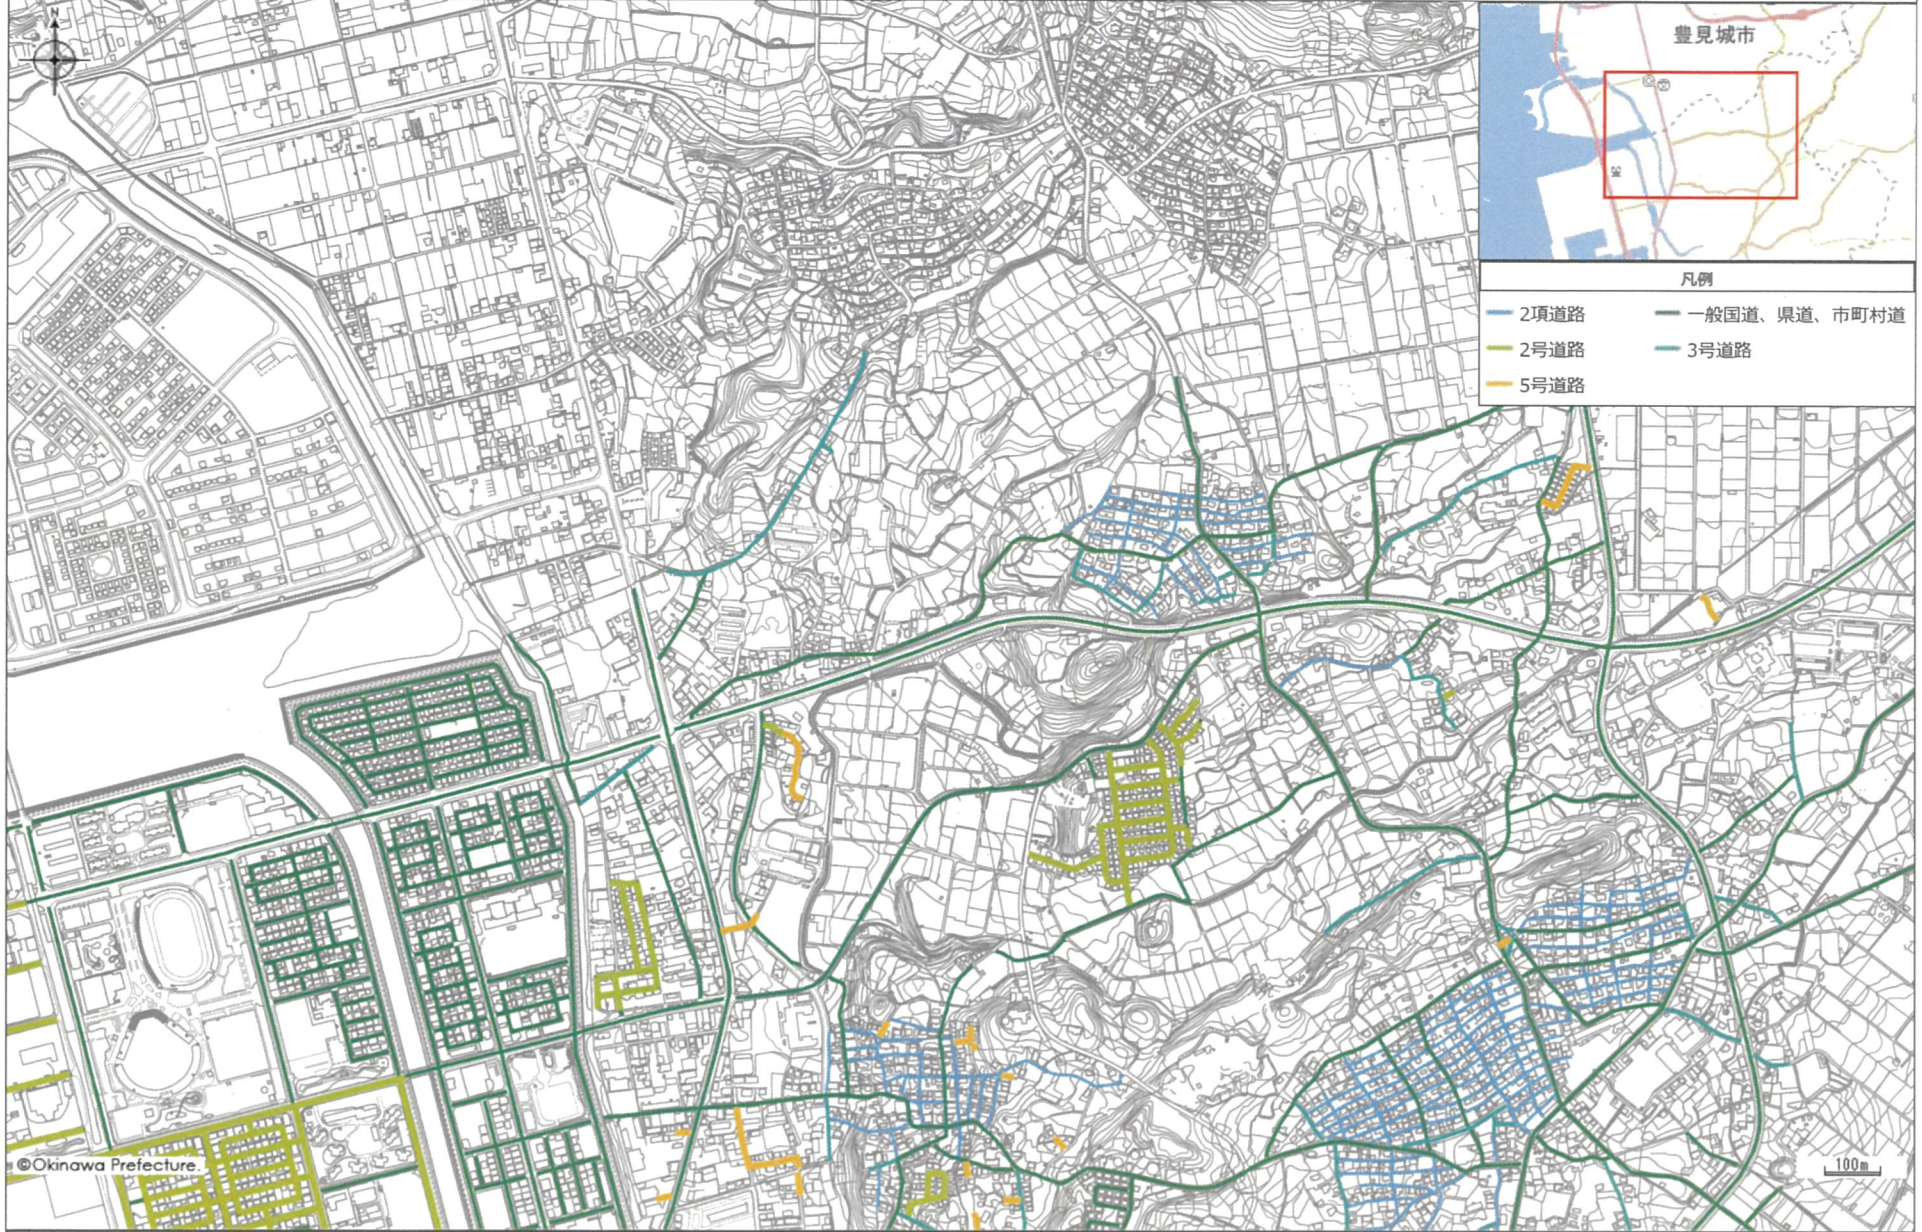 N
豊見城市
凡例
2項道路
一般国道、県道、市町村道
2号道路
3号道路
5号道路
©Okinawa Prefecture.
100m